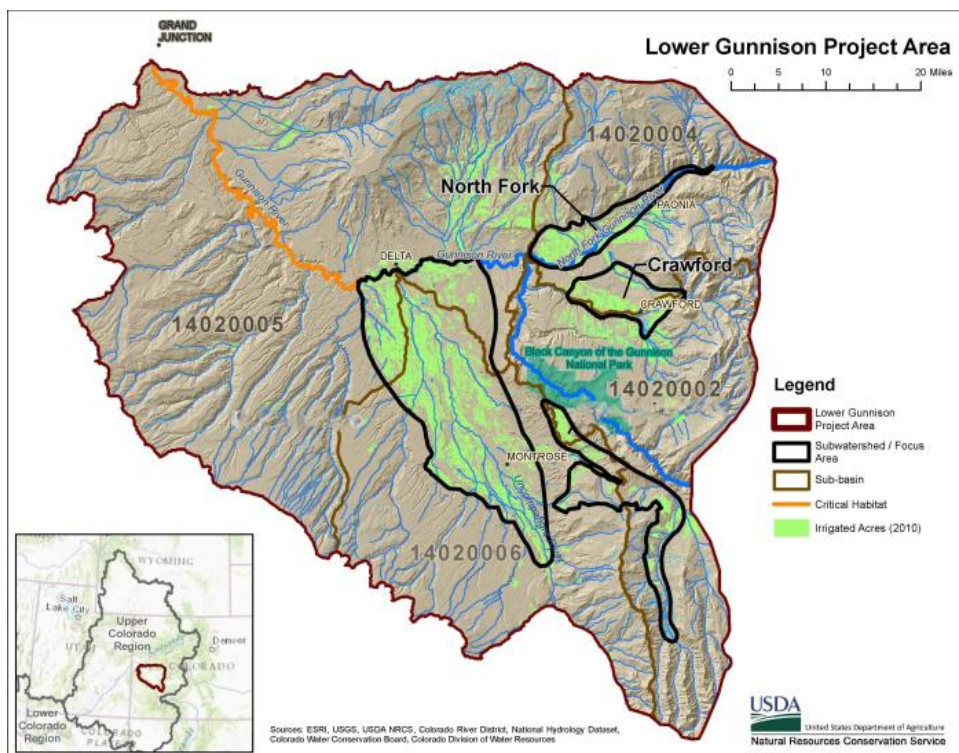 GRAND
JUNCTION
Lower Gunnison Project Area
0 5 10 20 Miles
14020004
North Fork
PAONIA
North Fork Gunnison River
Gunnison River
DELTA
Gunnison River
Crawford
CRAWFORD
14020005
Black Canyon of the Gunnison
National Park
14020002
MONTROSE
14020006
Legend
Lower Gunnison
Project Area
Subwatershed / Focus
Area
Sub-basin
Critical Habitat
Irrigated Acres (2010)
WYOMING
Salt
Lake City
Upper
Colorado
Region
Denver
COLORADO
Lower
Colorado
Region
USDA
United States Department of Agriculture
Natural Resources Conservation Service
Sources: ESRI, USGS, USDA NRCS, Colorado River District, National Hydrology Dataset,
Colorado Water Conservation Board, Colorado Division of Water Resources